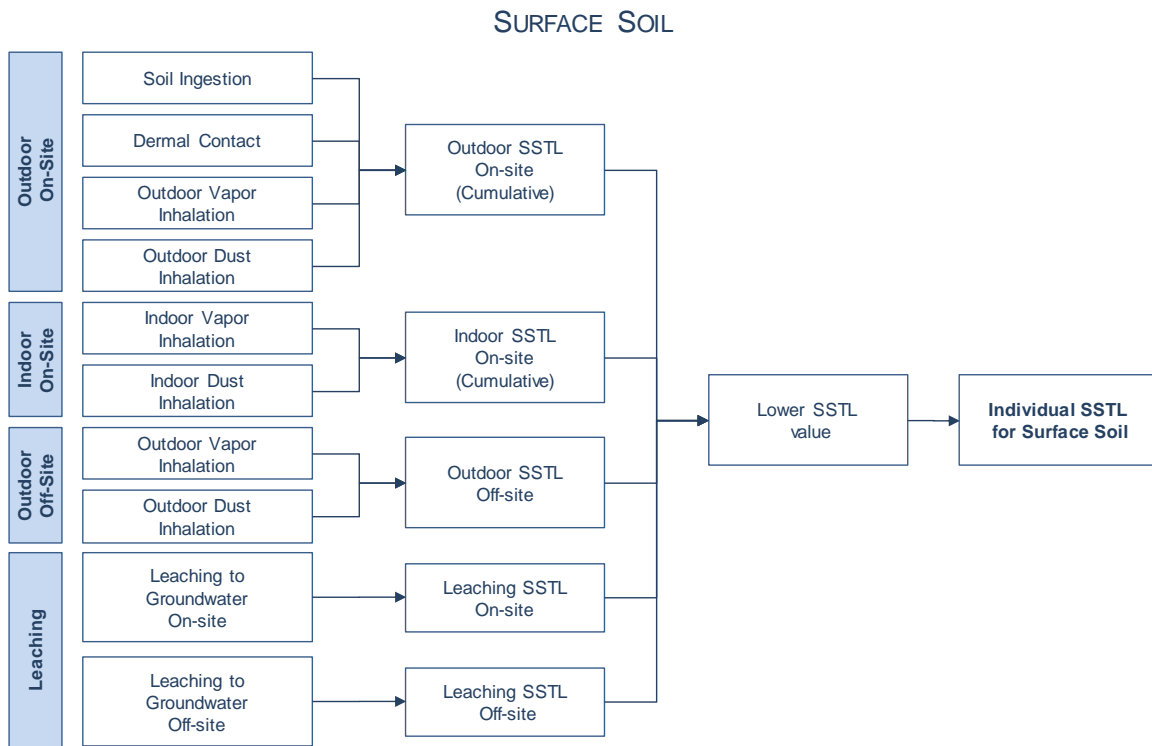 SURFACE SOIL
Outdoor
On-Site
Soil Ingestion
Dermal Contact
Outdoor Vapor
Inhalation
Outdoor Dust
Inhalation
Outdoor SSTL
On-site
(Cumulative)
Indoor
On-Site
Indoor Vapor
Inhalation
Indoor Dust
Inhalation
Indoor SSTL
On-site
(Cumulative)
Outdoor
Off-Site
Outdoor Vapor
Inhalation
Outdoor Dust
Inhalation
Outdoor SSTL
Off-site
Leaching
Leaching to
Groundwater
On-site
Leaching SSTL
On-site
Leaching to
Groundwater
Off-site
Leaching SSTL
Off-site
Lower SSTL
value
Individual SSTL
for Surface Soil